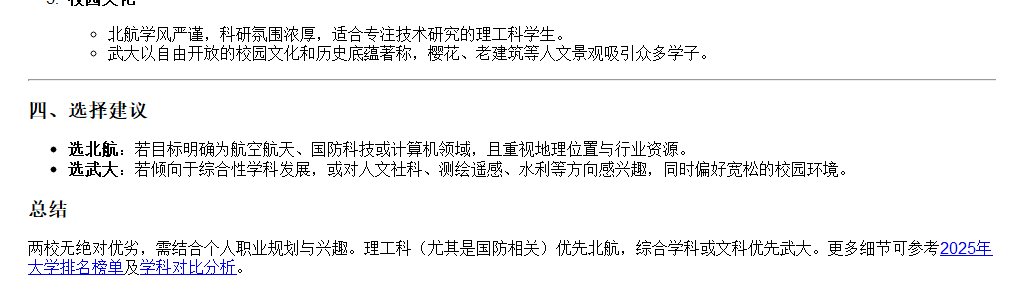 3. 校园文化
北航学风严谨，科研氛围浓厚，适合专注技术研究的理工科学生。
武大以自由开放的校园文化和历史底蕴著称，樱花、老建筑等人文景观吸引众多学子。
四、选择建议
选北航：若目标明确为航空航天、国防科技或计算机领域，且重视地理位置与行业资源。
选武大：若倾向于综合性学科发展，或对人文社科、测绘遥感、水利等方向感兴趣，同时偏好宽松的校园环境。
总结
两校无绝对优劣，需结合个人职业规划与兴趣。理工科（尤其是国防相关）优先北航，综合学科或文科优先武大。更多细节可参考2025年
大学排名榜单及学科对比分析。